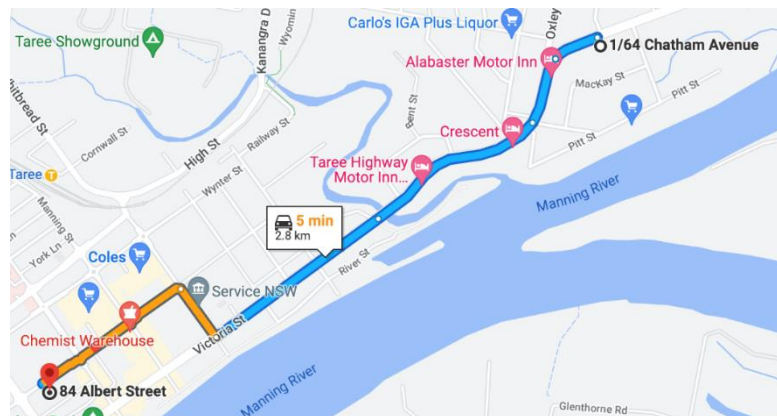 Taree Showground
Kanangra D
Wyomin
Carlo's IGA Plus Liquor
Oxley
1/64 Chatham Avenue
Alabaster Motor Inn
MacKay St
Pitt St
itbread St
Cornwall St
High St
Railway St
Crescent
Pitt St
Taree Highway
Motor Inn...
Taree
Wynter St
Manning St
5 min
2.8 km
Manning River
York Ln
Coles
River St
Service NSW
Chemist Warehouse
Victoria St
84 Albert Street
Manning River
Glenthorne Rd